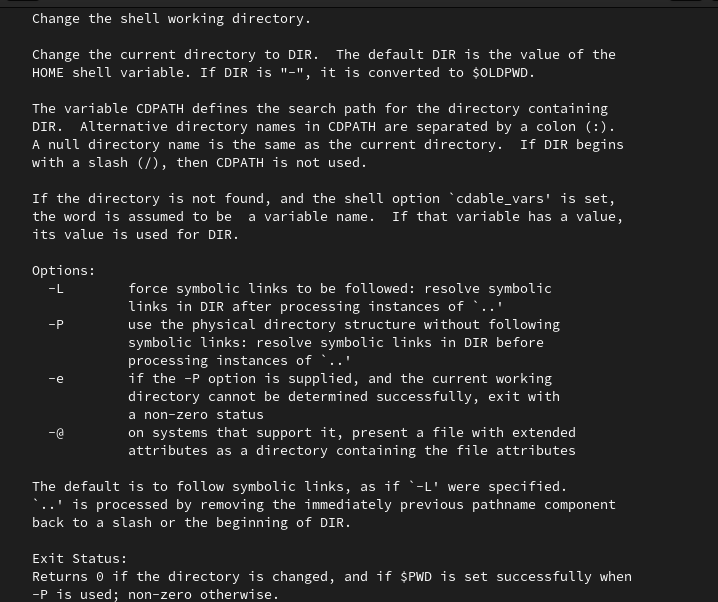 Change the shell working directory.
Change the current directory to DIR.  The default DIR is the value of the
HOME shell variable. If DIR is "-", it is converted to $OLDPWD.
The variable CDPATH defines the search path for the directory containing
DIR.  Alternative directory names in CDPATH are separated by a colon (:).
A null directory name is the same as the current directory.  If DIR begins
with a slash (/), then CDPATH is not used.
If the directory is not found, and the shell option `cdable_vars' is set,
the word is assumed to be  a variable name.  If that variable has a value,
its value is used for DIR.
Options:
-L        force symbolic links to be followed: resolve symbolic
links in DIR after processing instances of `..'
-P        use the physical directory structure without following
symbolic links: resolve symbolic links in DIR before
processing instances of `..'
-e        if the -P option is supplied, and the current working
directory cannot be determined successfully, exit with
a non-zero status
-@        on systems that support it, present a file with extended
attributes as a directory containing the file attributes
The default is to follow symbolic links, as if `-L' were specified.
`..' is processed by removing the immediately previous pathname component
back to a slash or the beginning of DIR.
Exit Status:
Returns 0 if the directory is changed, and if $PWD is set successfully when
-P is used; non-zero otherwise.